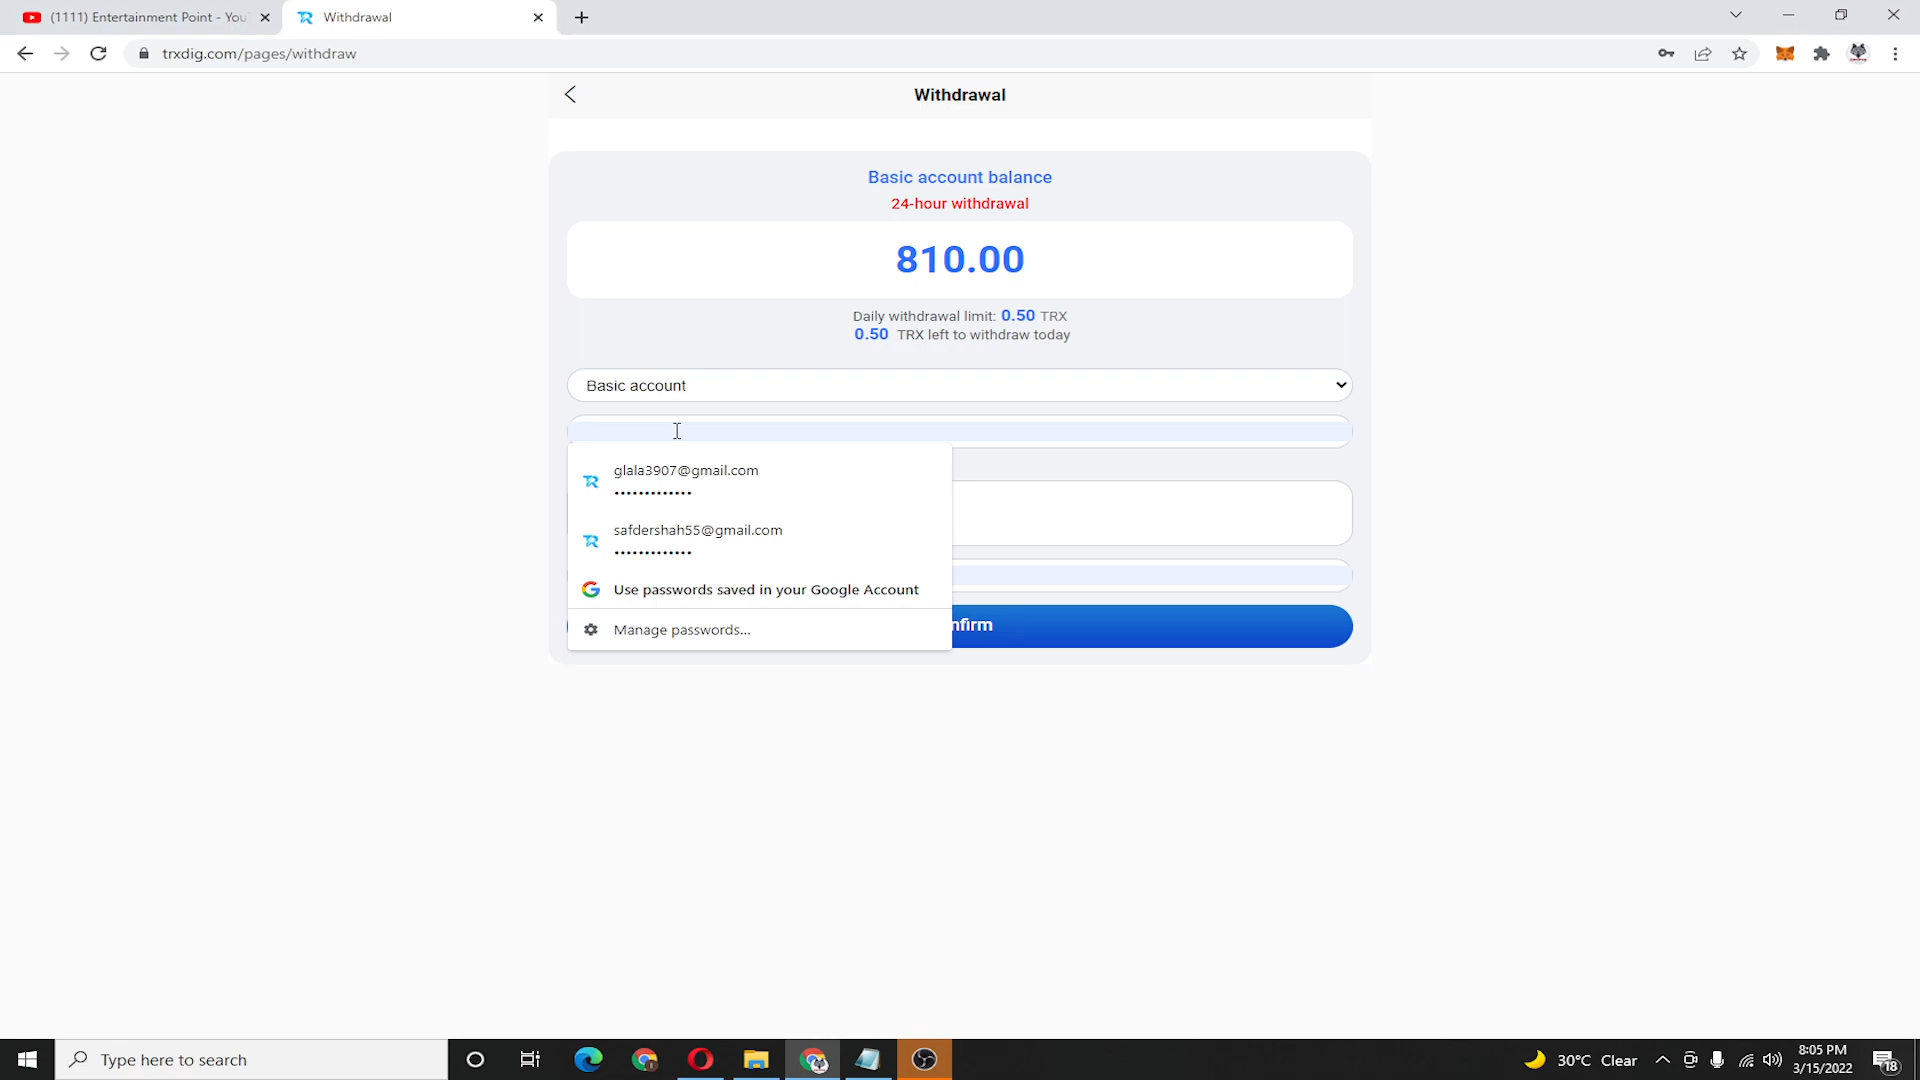 (1111) Entertainment Point - You
Withdrawal
trxdig.com/pages/withdraw
Withdrawal
Basic account balance
24-hour withdrawal
810.00
Daily withdrawal limit: 0.50 TRX
0.50 TRX left to withdraw today
Basic account
glala3907@gmail.com
•••••••••••••
safdershah55@gmail.com
•••••••••••••
Use passwords saved in your Google Account
Manage passwords...
nfirm
Type here to search
30°C Clear
8:05 PM
3/15/2022
18